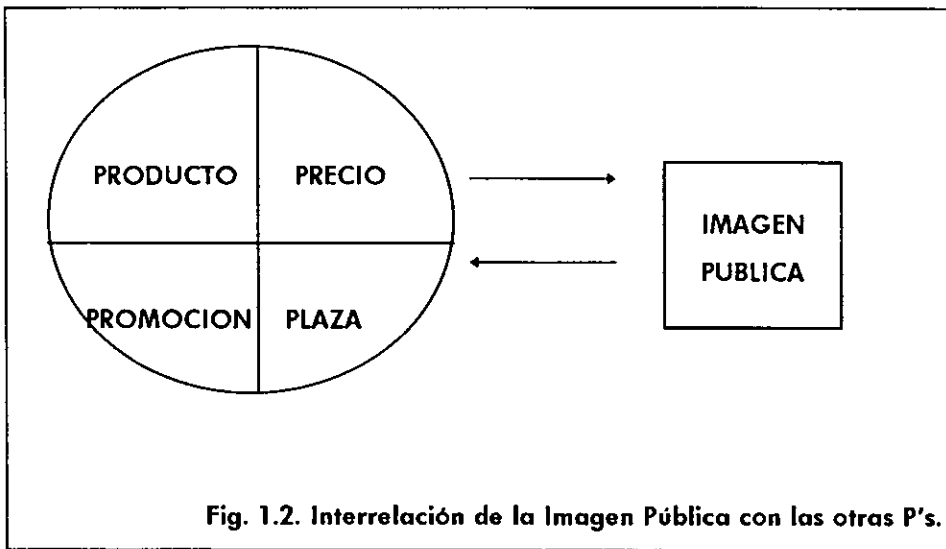 PRODUCTO PRECIO
IMAGEN
PUBLICA
PROMOCION PLAZA
Fig. 1.2. Interrelación de la Imagen Pública con las otras P's.